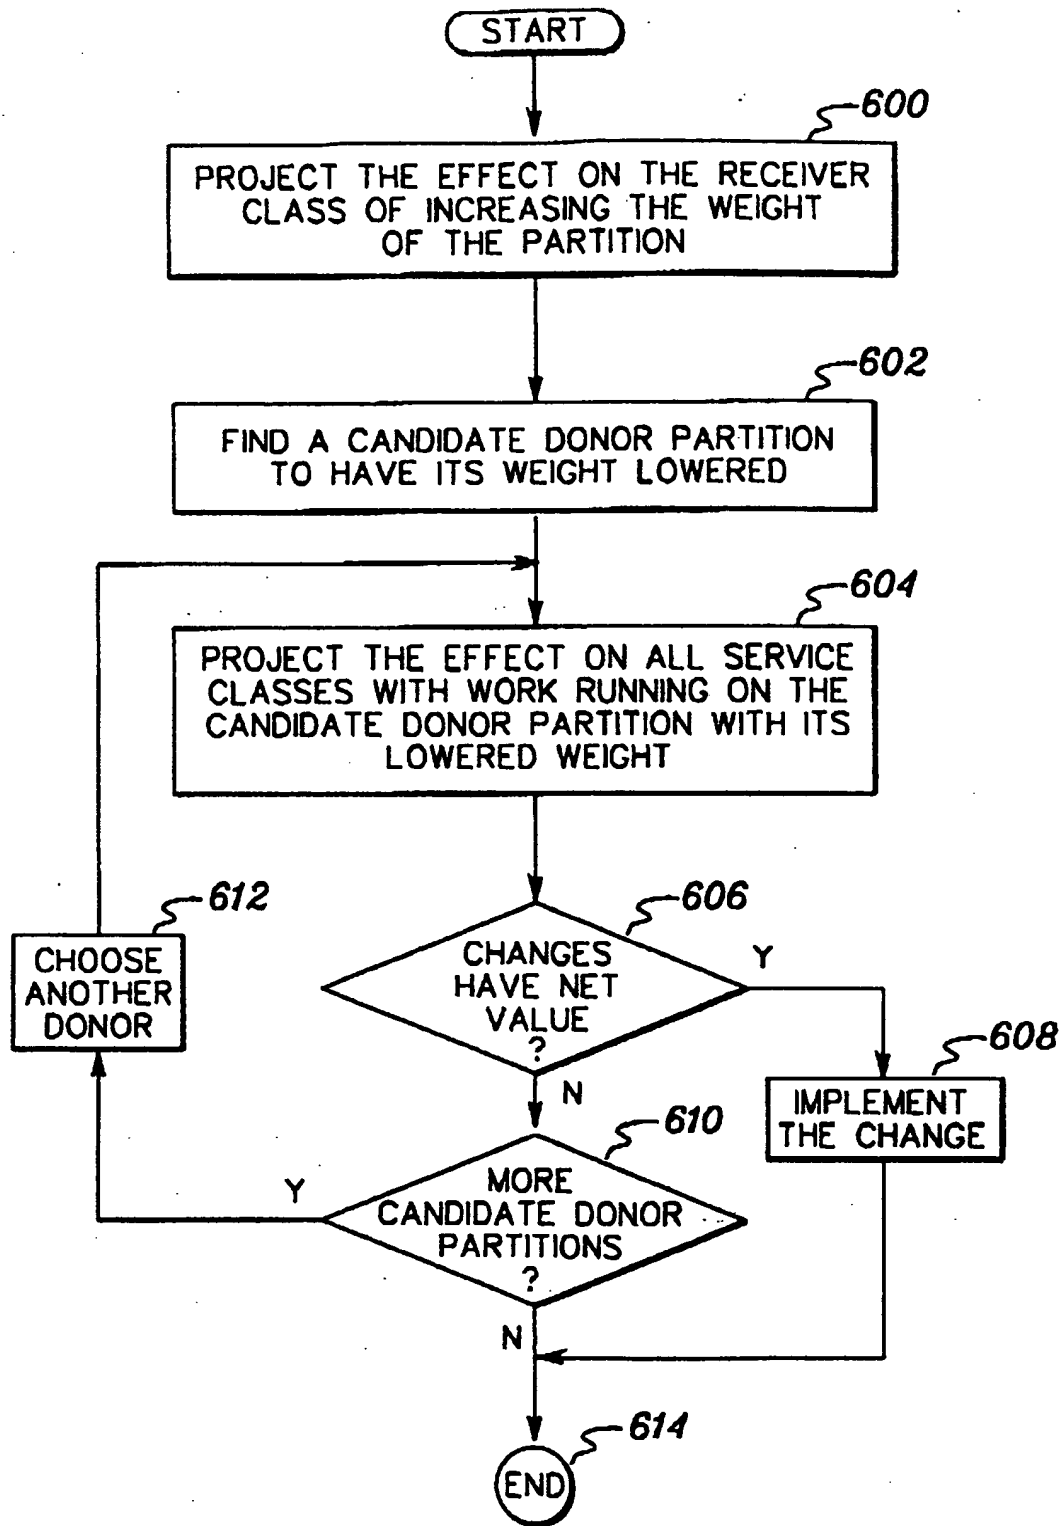 START
600
PROJECT THE EFFECT ON THE RECEIVER
CLASS OF INCREASING THE WEIGHT
OF THE PARTITION
602
FIND A CANDIDATE DONOR PARTITION
TO HAVE ITS WEIGHT LOWERED
604
PROJECT THE EFFECT ON ALL SERVICE
CLASSES WITH WORK RUNNING ON THE
CANDIDATE DONOR PARTITION WITH ITS
LOWERED WEIGHT
606
CHANGES
HAVE NET
VALUE
?
Y
N
608
IMPLEMENT
THE CHANGE
610
MORE
CANDIDATE DONOR
PARTITIONS
?
Y
N
612
CHOOSE
ANOTHER
DONOR
614
END